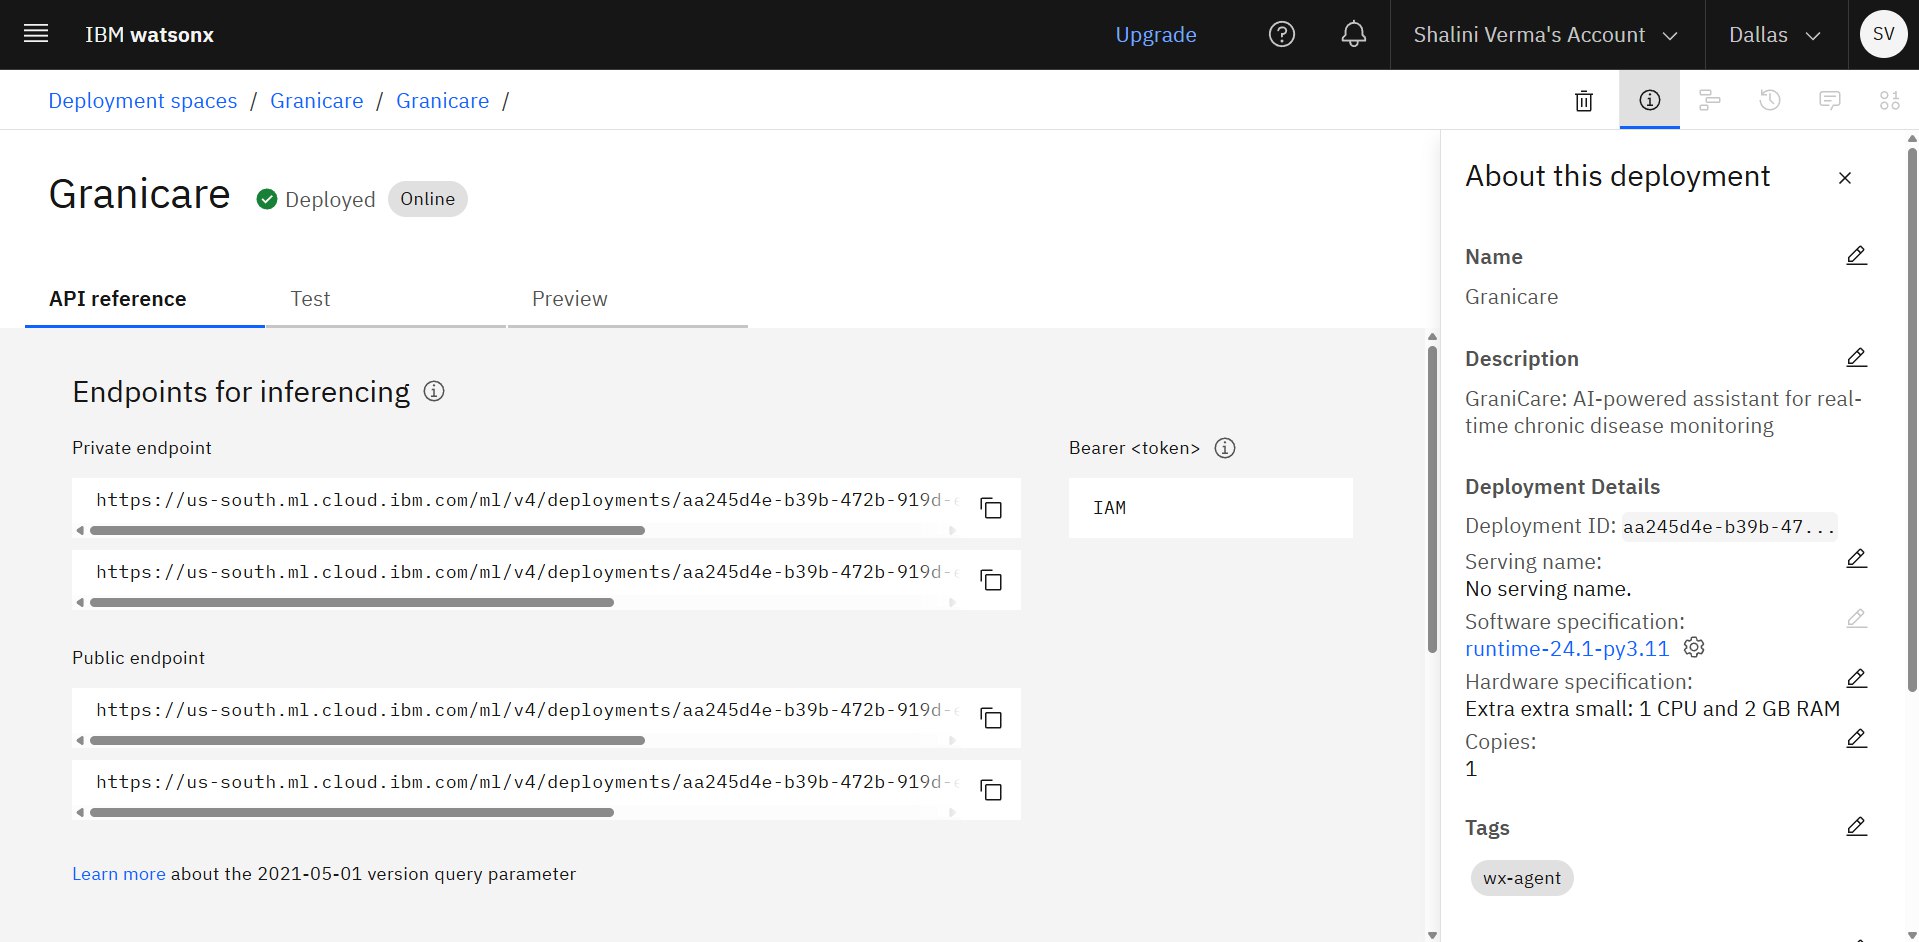 IBM watsonx
Upgrade
Shalini Verma's Account
Dallas
SV
Deployment spaces / Granicare / Granicare /
Granicare
Deployed
Online
API reference
Test
Preview
Endpoints for inferencing
Private endpoint
https://us-south.ml.cloud.ibm.com/ml/v4/deployments/aa245d4e-b39b-472b-919d-
https://us-south.ml.cloud.ibm.com/ml/v4/deployments/aa245d4e-b39b-472b-919d-
Bearer <token>
IAM
Public endpoint
https://us-south.ml.cloud.ibm.com/ml/v4/deployments/aa245d4e-b39b-472b-919d-
https://us-south.ml.cloud.ibm.com/ml/v4/deployments/aa245d4e-b39b-472b-919d-
Learn more about the 2021-05-01 version query parameter
About this deployment
Name
Granicare
Description
GraniCare: AI-powered assistant for real-
time chronic disease monitoring
Deployment Details
Deployment ID: aa245d4e-b39b-47...
Serving name:
No serving name.
Software specification:
runtime-24.1-py3.11
Hardware specification:
Extra extra small: 1 CPU and 2 GB RAM
Copies:
1
Tags
wx-agent